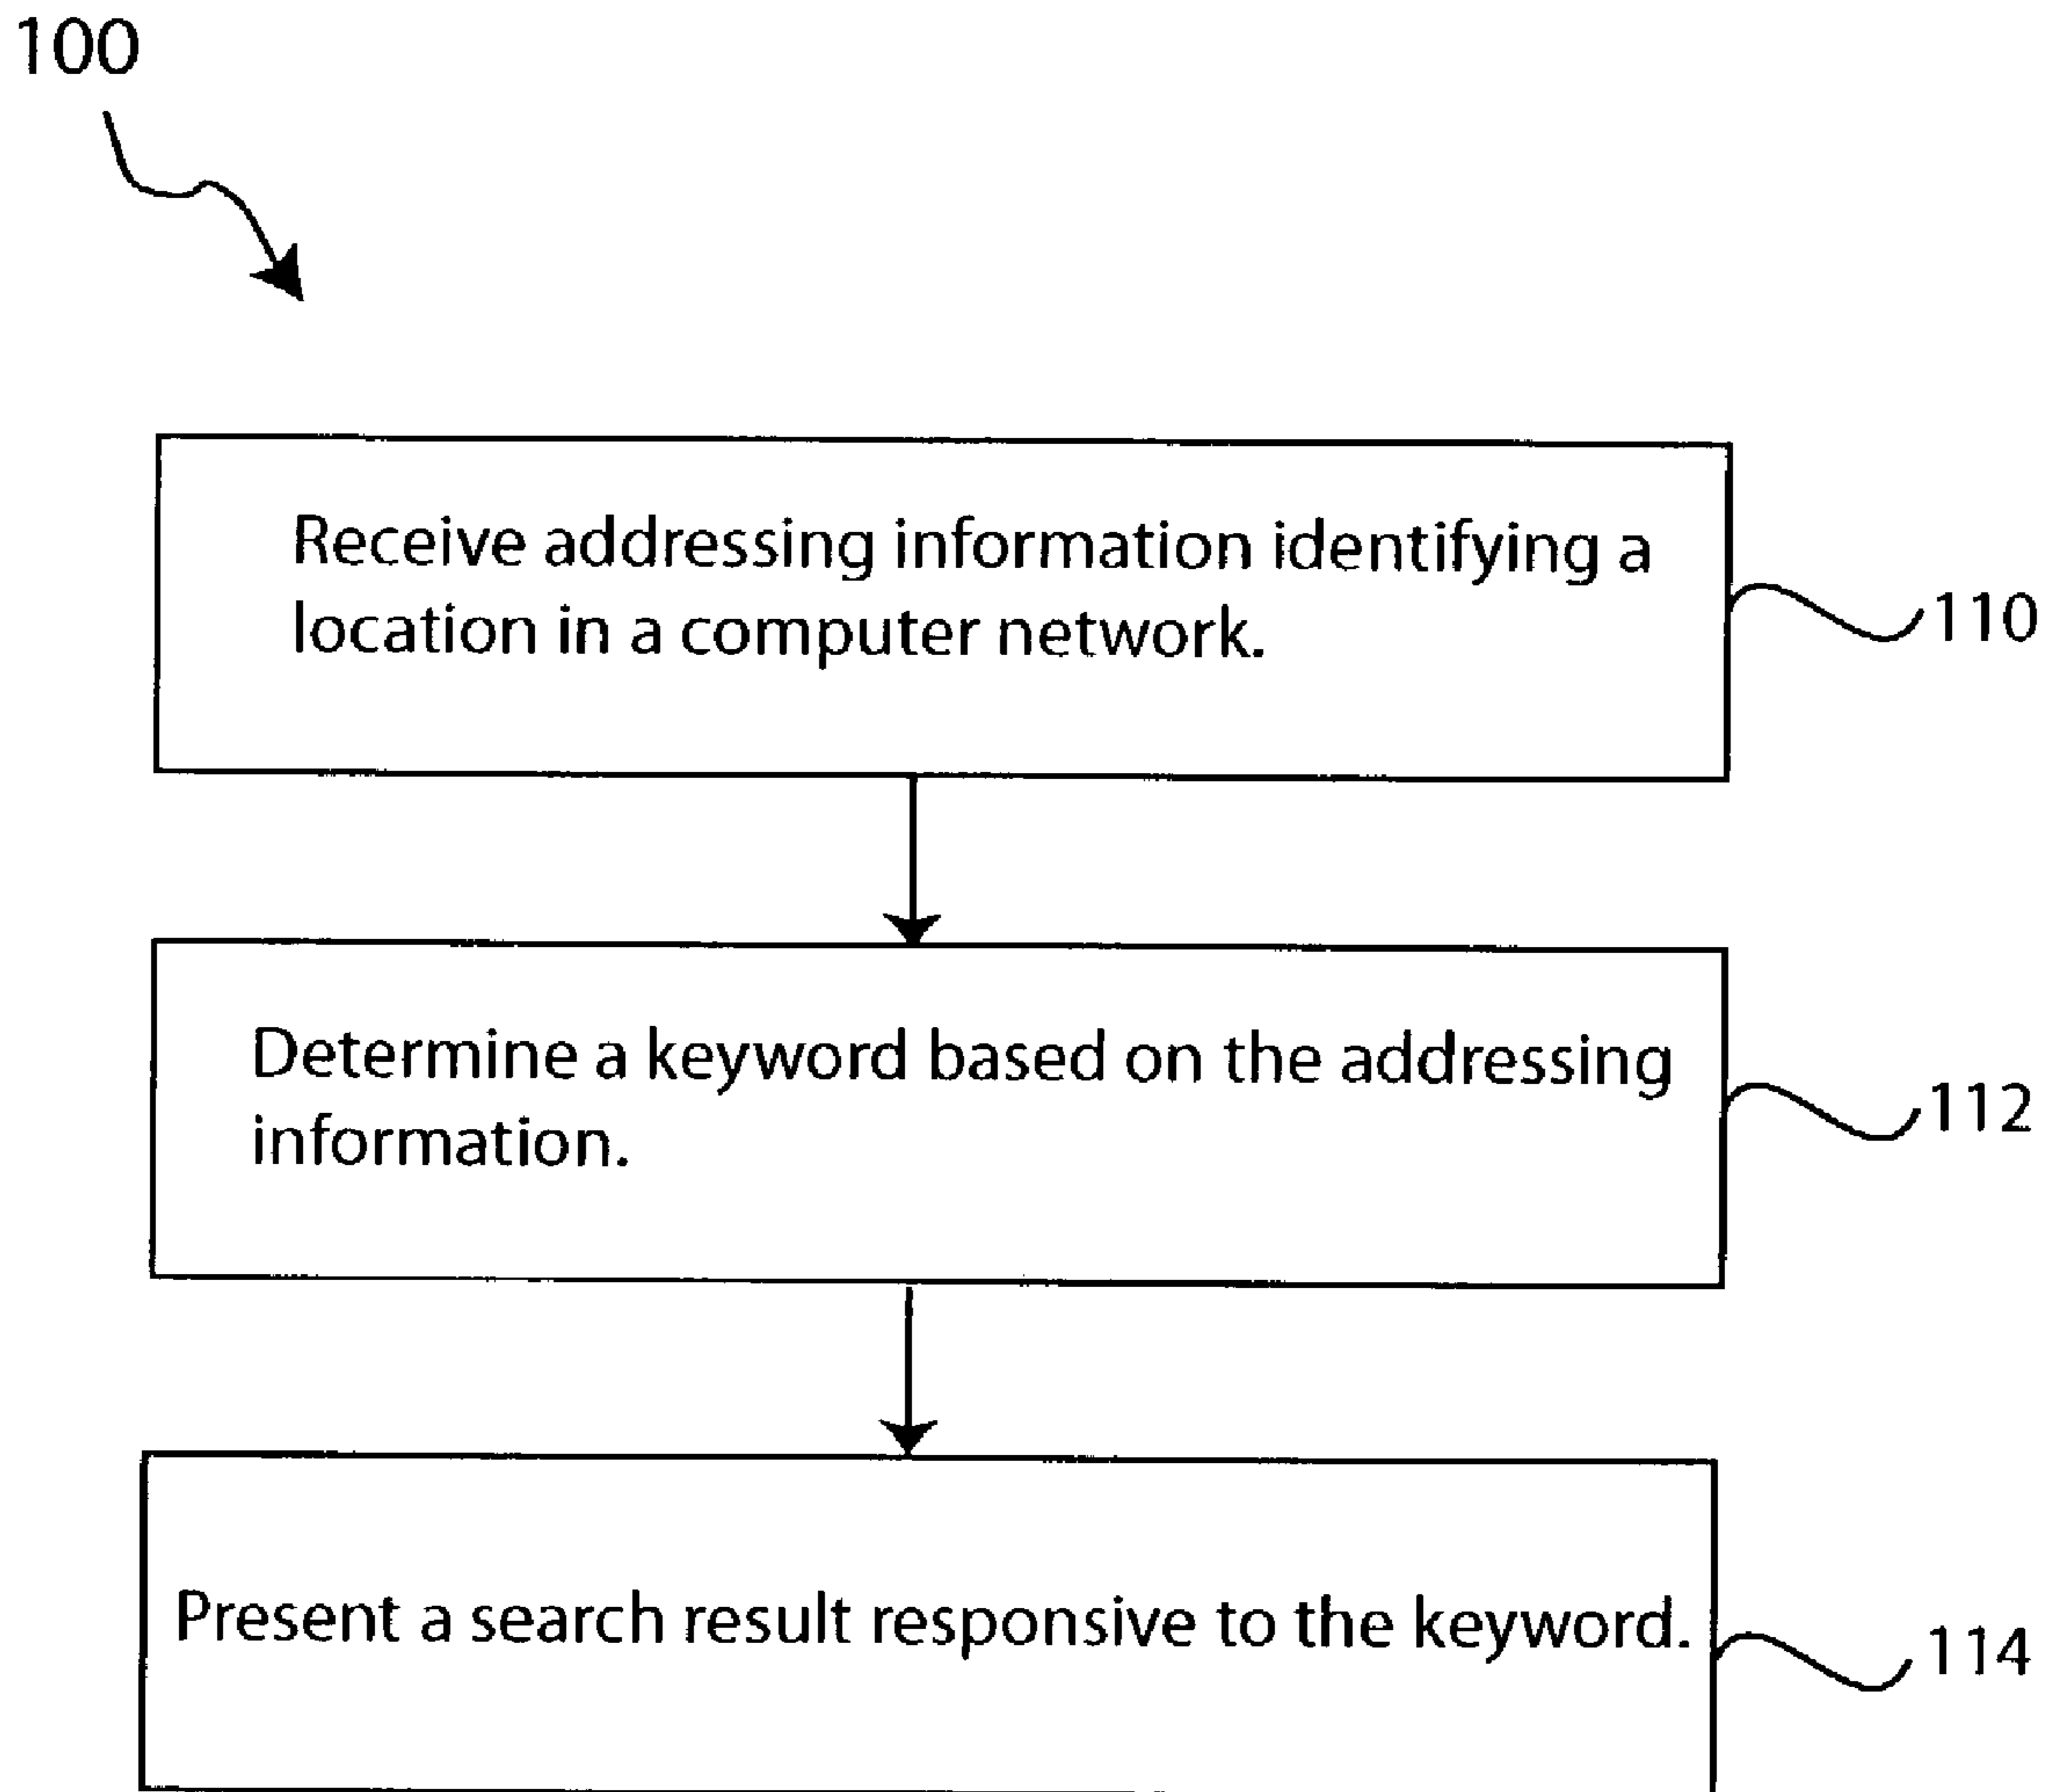 100
Receive addressing information identifying a
location in a computer network.
110
Determine a keyword based on the addressing
information.
112
Present a search result responsive to the keyword.
114